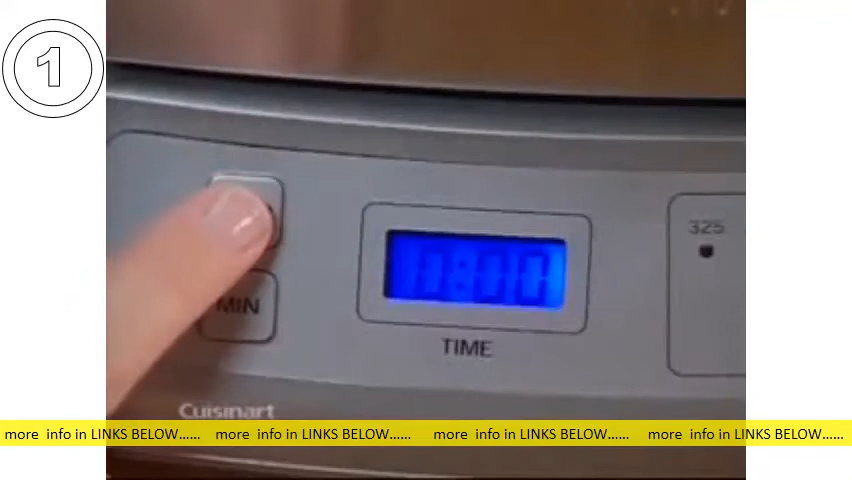 1
325
MIN
TIME
Cuisinart
more info in LINKS BELOW...... more info in LINKS BELOW...... more info in LINKS BELOW...... more info in LINKS BELOW......